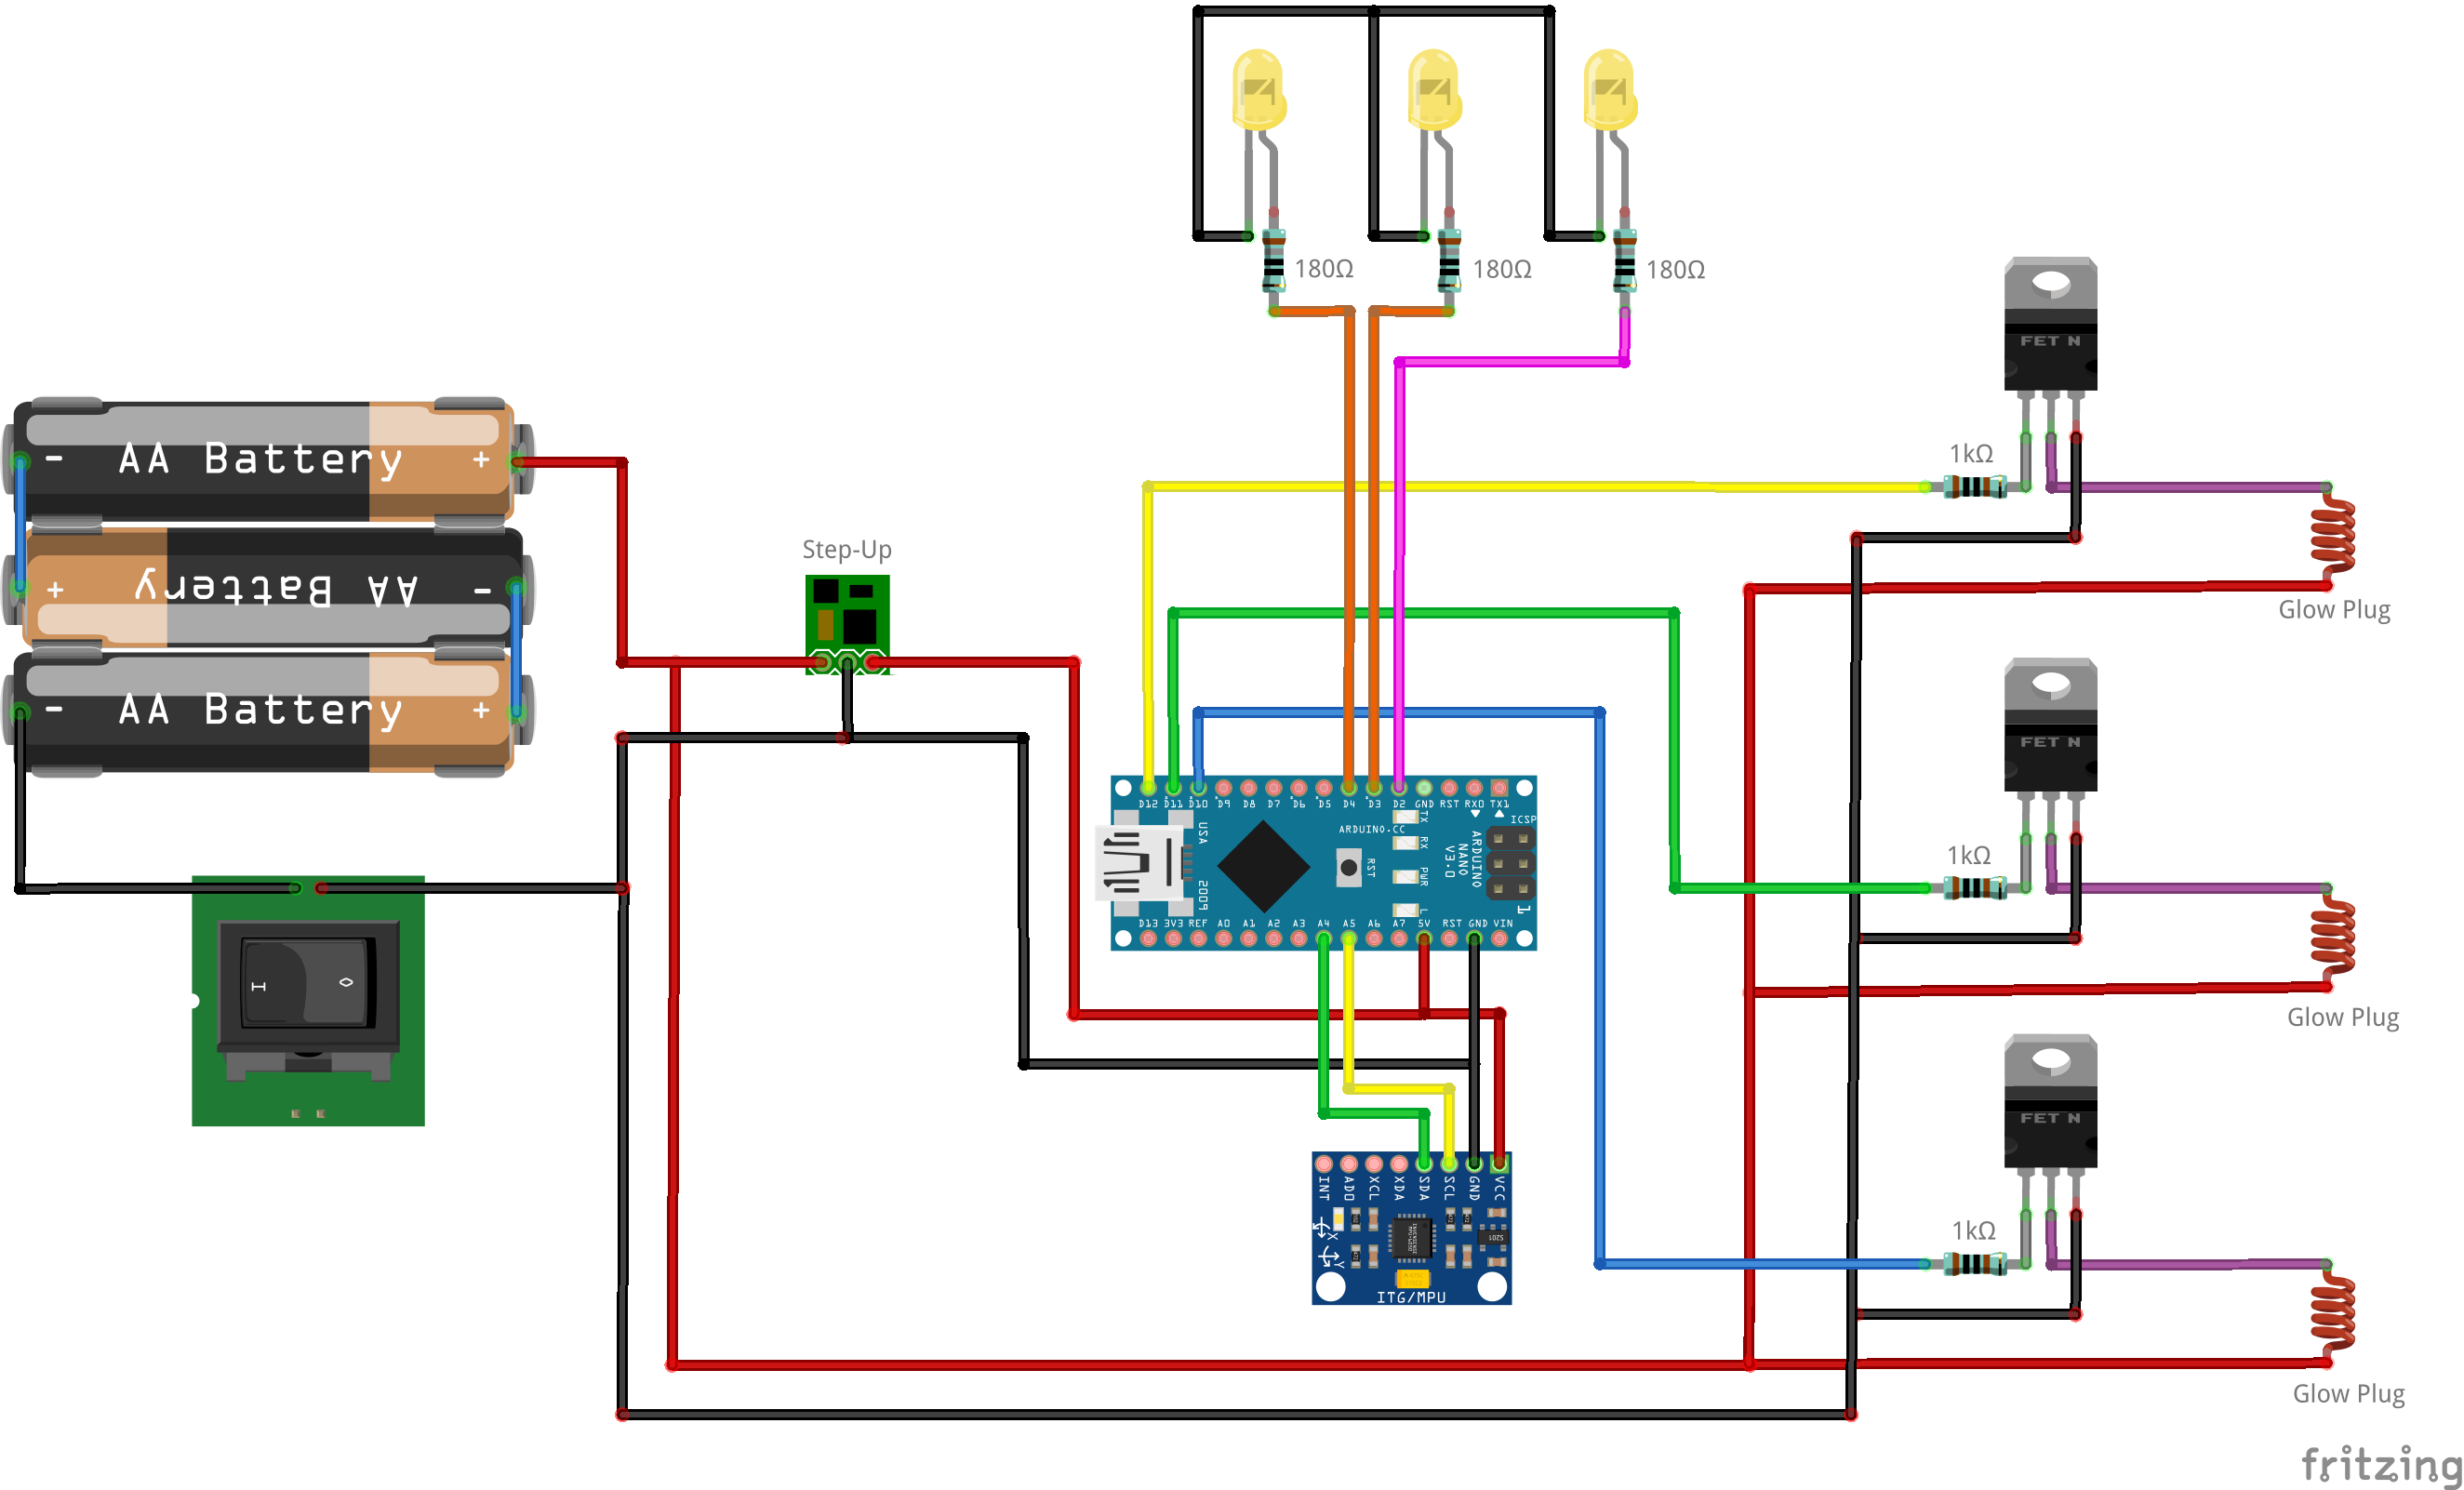 180Ω 180Ω 180Ω
FET N
- AA Battery +
1kΩ
Step-Up
+ AA Battery -
Glow Plug
FET N
- AA Battery +
D12 D11 D10 D9 D8 D7 D6 D5 D4 D3 D2 GND RST RX0 TX1
ICSP
ARDUINO.CC
TX
RX
PWR
L
RST
ARDUINO
NANO
V3.0
USA
2009
1
1kΩ
D13 3V3 REF A0 A1 A2 A3 A4 A5 A6 A7 5V RST GND VIN
I O
Glow Plug
FET N
INT AD0 XCL XDA SDA SCL GND VCC
X
Y
ITG/MPU
1kΩ
Glow Plug
fritzing